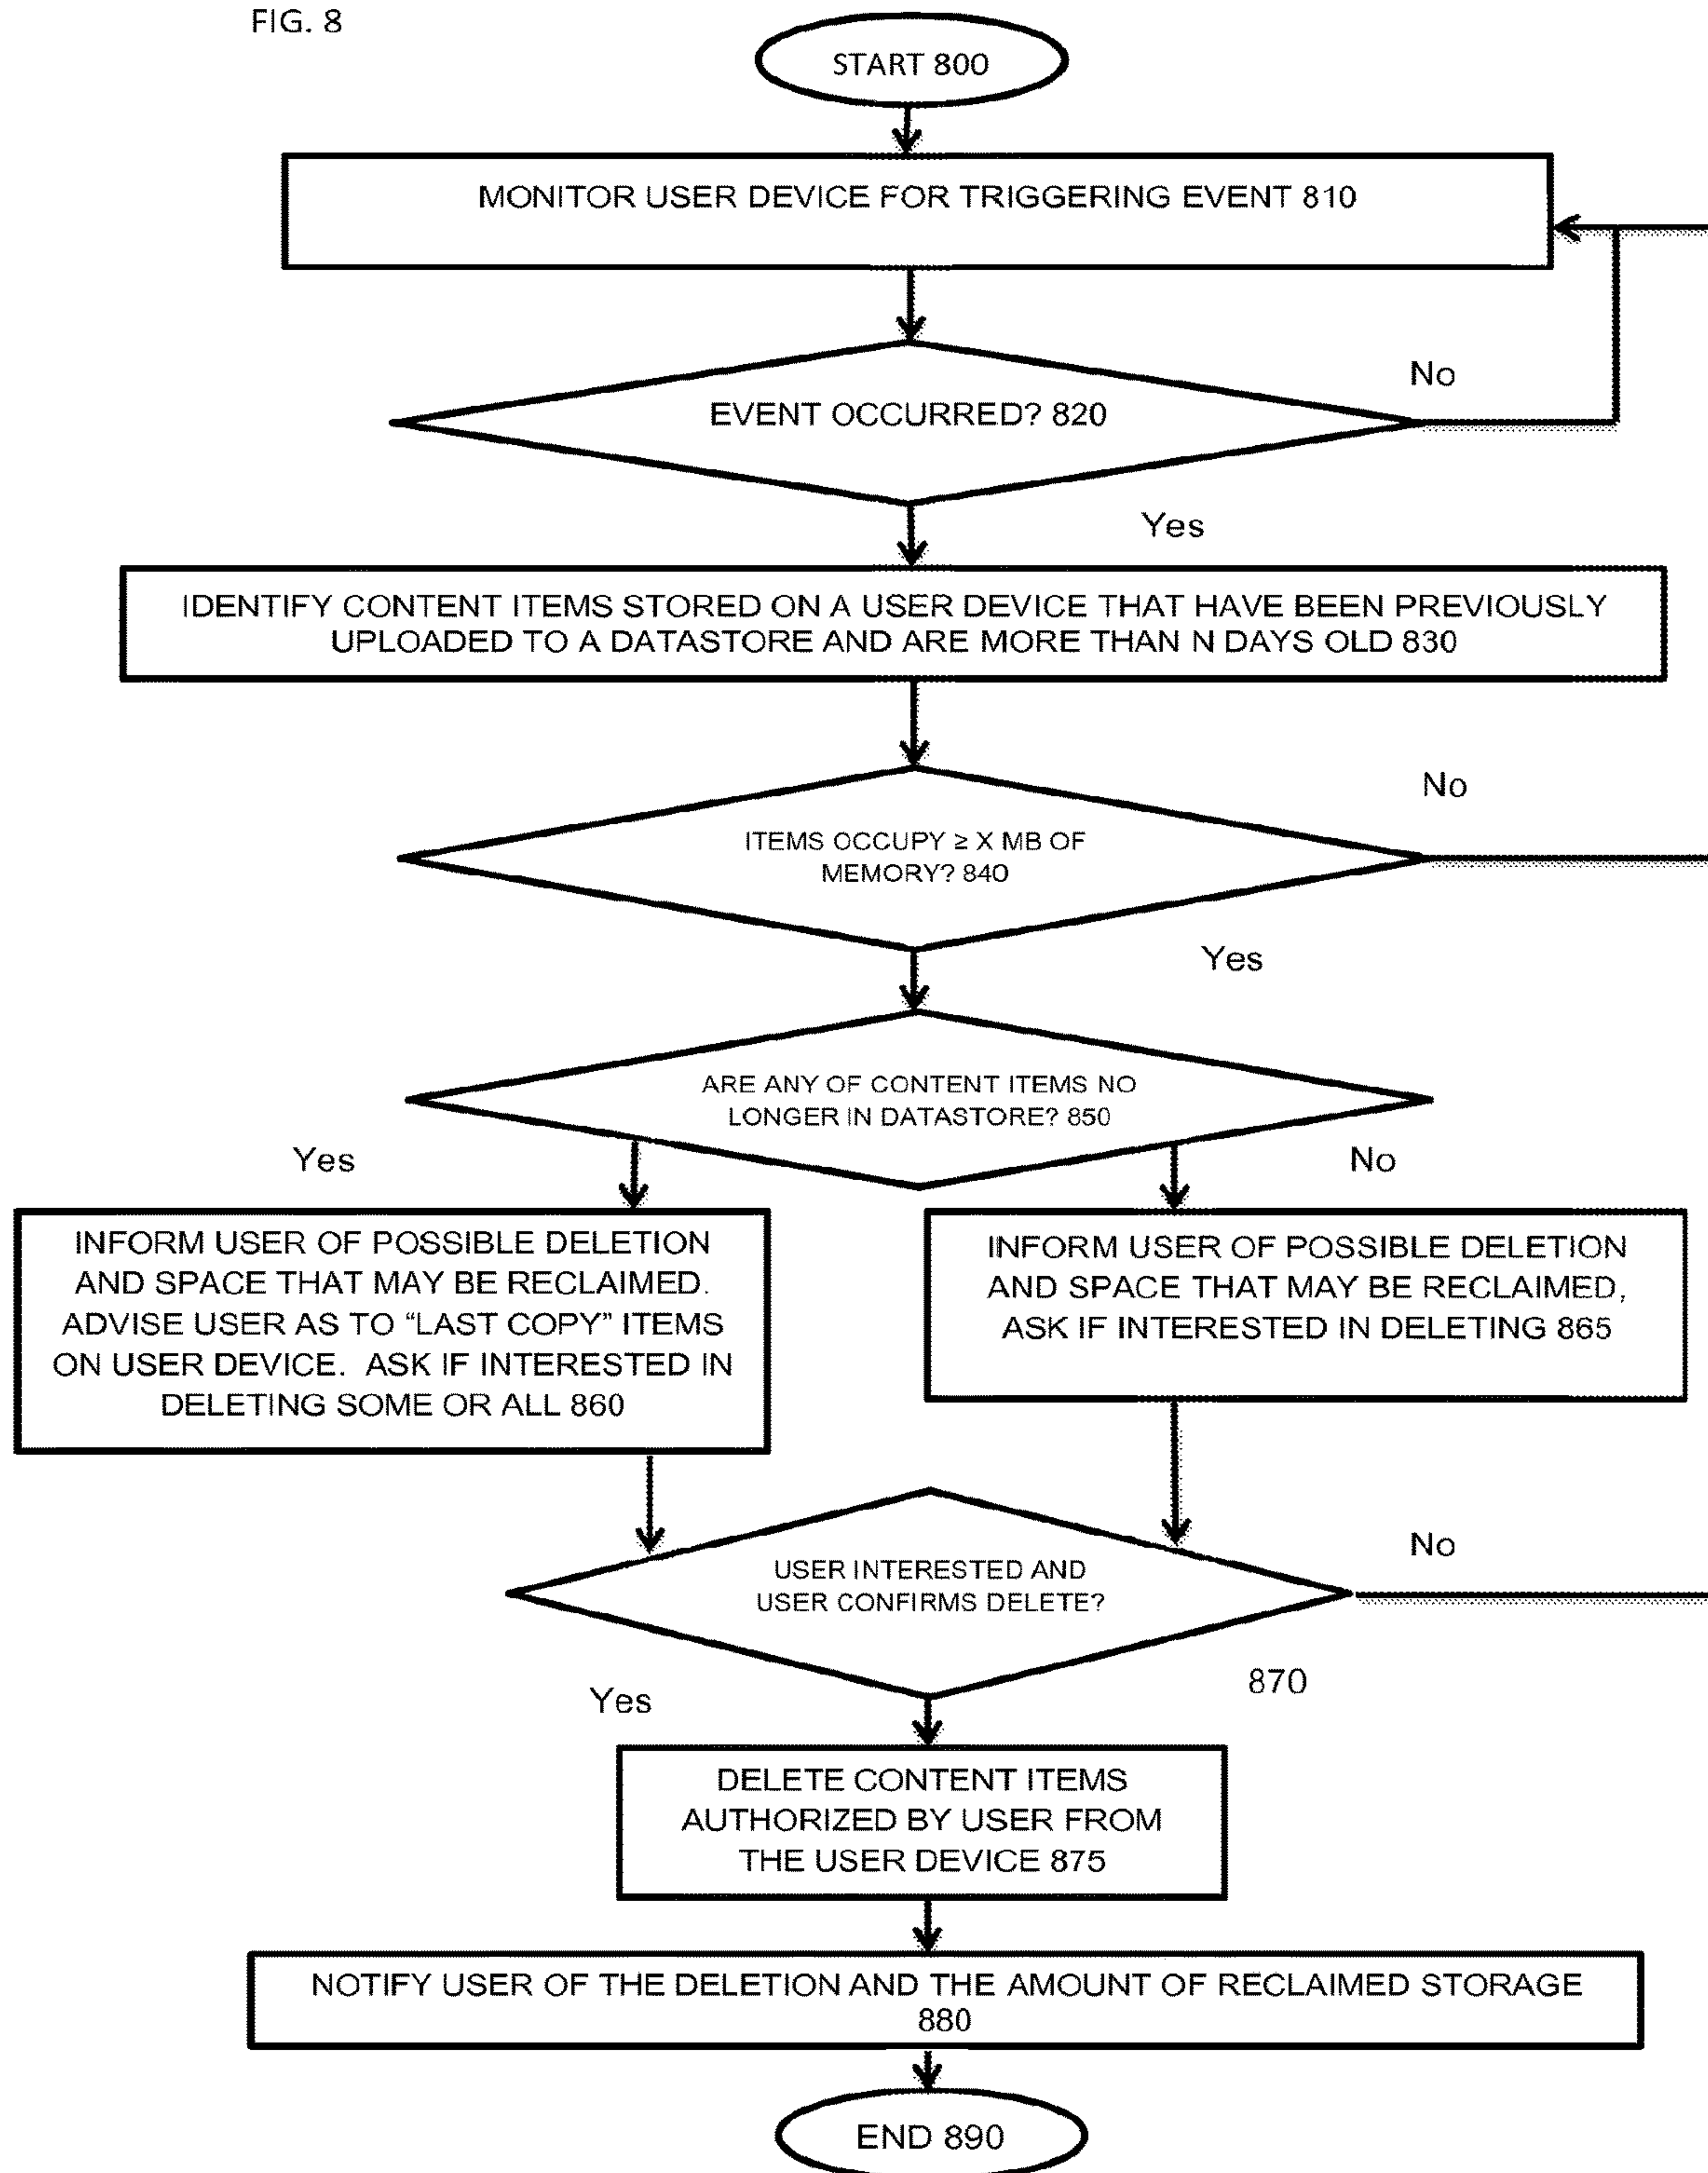 FIG. 8
START 800
MONITOR USER DEVICE FOR TRIGGERING EVENT 810
No
EVENT OCCURRED? 820
Yes
IDENTIFY CONTENT ITEMS STORED ON A USER DEVICE THAT HAVE BEEN PREVIOUSLY
UPLOADED TO A DATASTORE AND ARE MORE THAN N DAYS OLD 830
No
ITEMS OCCUPY ≥ X MB OF
MEMORY? 840
Yes
ARE ANY OF CONTENT ITEMS NO
LONGER IN DATASTORE? 850
Yes
No
INFORM USER OF POSSIBLE DELETION
AND SPACE THAT MAY BE RECLAIMED.
ADVISE USER AS TO “LAST COPY” ITEMS
ON USER DEVICE. ASK IF INTERESTED IN
DELETING SOME OR ALL 860
INFORM USER OF POSSIBLE DELETION
AND SPACE THAT MAY BE RECLAIMED,
ASK IF INTERESTED IN DELETING 865
No
USER INTERESTED AND
USER CONFIRMS DELETE?
870
Yes
DELETE CONTENT ITEMS
AUTHORIZED BY USER FROM
THE USER DEVICE 875
NOTIFY USER OF THE DELETION AND THE AMOUNT OF RECLAIMED STORAGE
880
END 890